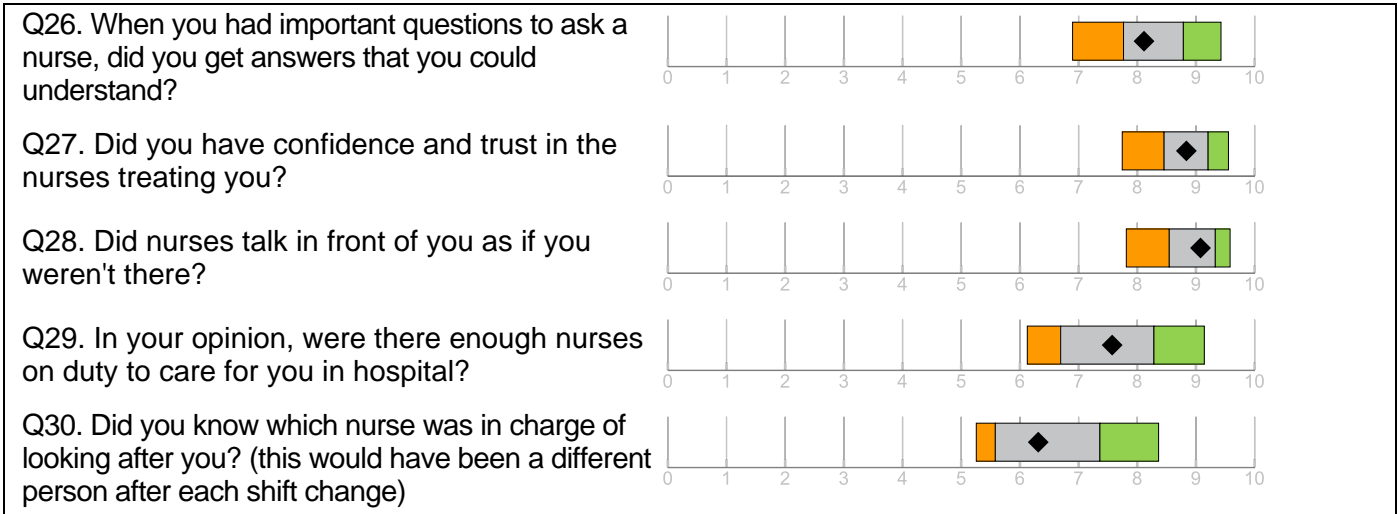 Q26. When you had important questions to ask a
nurse, did you get answers that you could
understand?
0 1 2 3 4 5 6 7 8 9 10
Q27. Did you have confidence and trust in the
nurses treating you?
0 1 2 3 4 5 6 7 8 9 10
Q28. Did nurses talk in front of you as if you
weren't there?
0 1 2 3 4 5 6 7 8 9 10
Q29. In your opinion, were there enough nurses
on duty to care for you in hospital?
0 1 2 3 4 5 6 7 8 9 10
Q30. Did you know which nurse was in charge of
looking after you? (this would have been a different
person after each shift change)
0 1 2 3 4 5 6 7 8 9 10